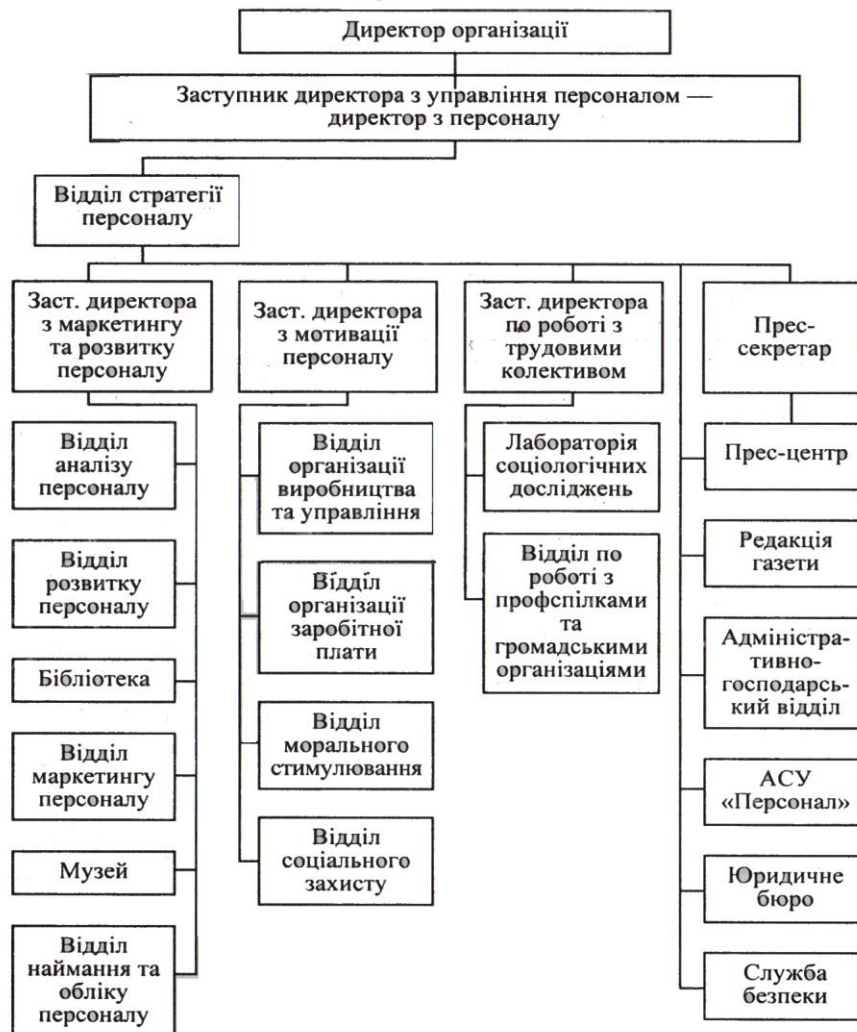 Директор організації
Заступник директора з управління персоналом —
директор з персоналу
Відділ стратегії
персоналу
Заст. директора
з маркетингу
та розвитку
персоналу
Відділ
аналізу
персоналу
Відділ
розвитку
персоналу
Бібліотека
Відділ
маркетингу
персоналу
Музей
Відділ
наймання та
обліку
персоналу
Заст. директора
з мотивації
персоналу
Відділ
організації
виробництва
та управління
Відділ
організації
заробітної
плати
Відділ
морального
стимулювання
Відділ
соціального
захисту
Заст. директора
по роботі з
трудовими
колективом
Лабораторія
соціологічних
досліджень
Відділ по
роботі з
профспілками
та
громадськими
організаціями
Прес-
секретар
Прес-центр
Редакція
газети
Адміністра-
тивно-
господарсь-
кий відділ
АСУ
«Персонал»
Юридичне
бюро
Служба
безпеки